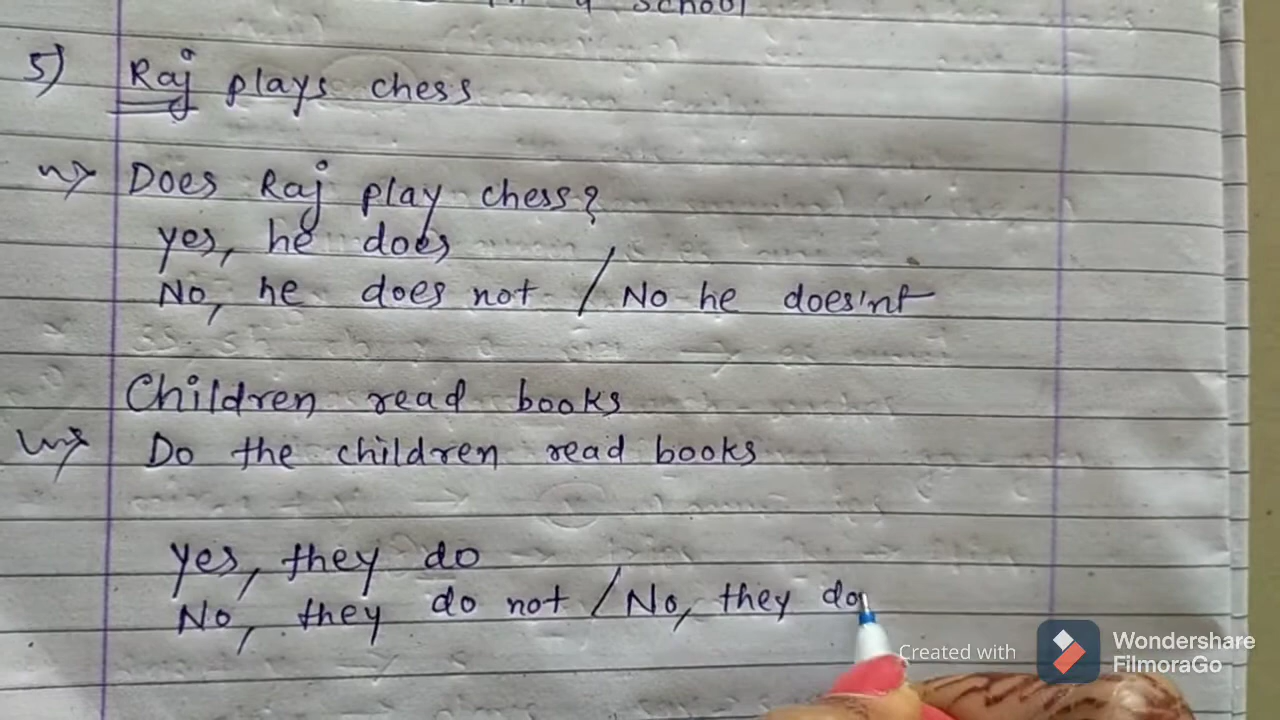 school
5) Raj plays chess
Does Raj play chess?
yes, he does
No, he does not / No he does'nt
Children read books
Do the children read books
yes, they do
No, they do not / No, they do
Created with Wondershare FilmoraGo